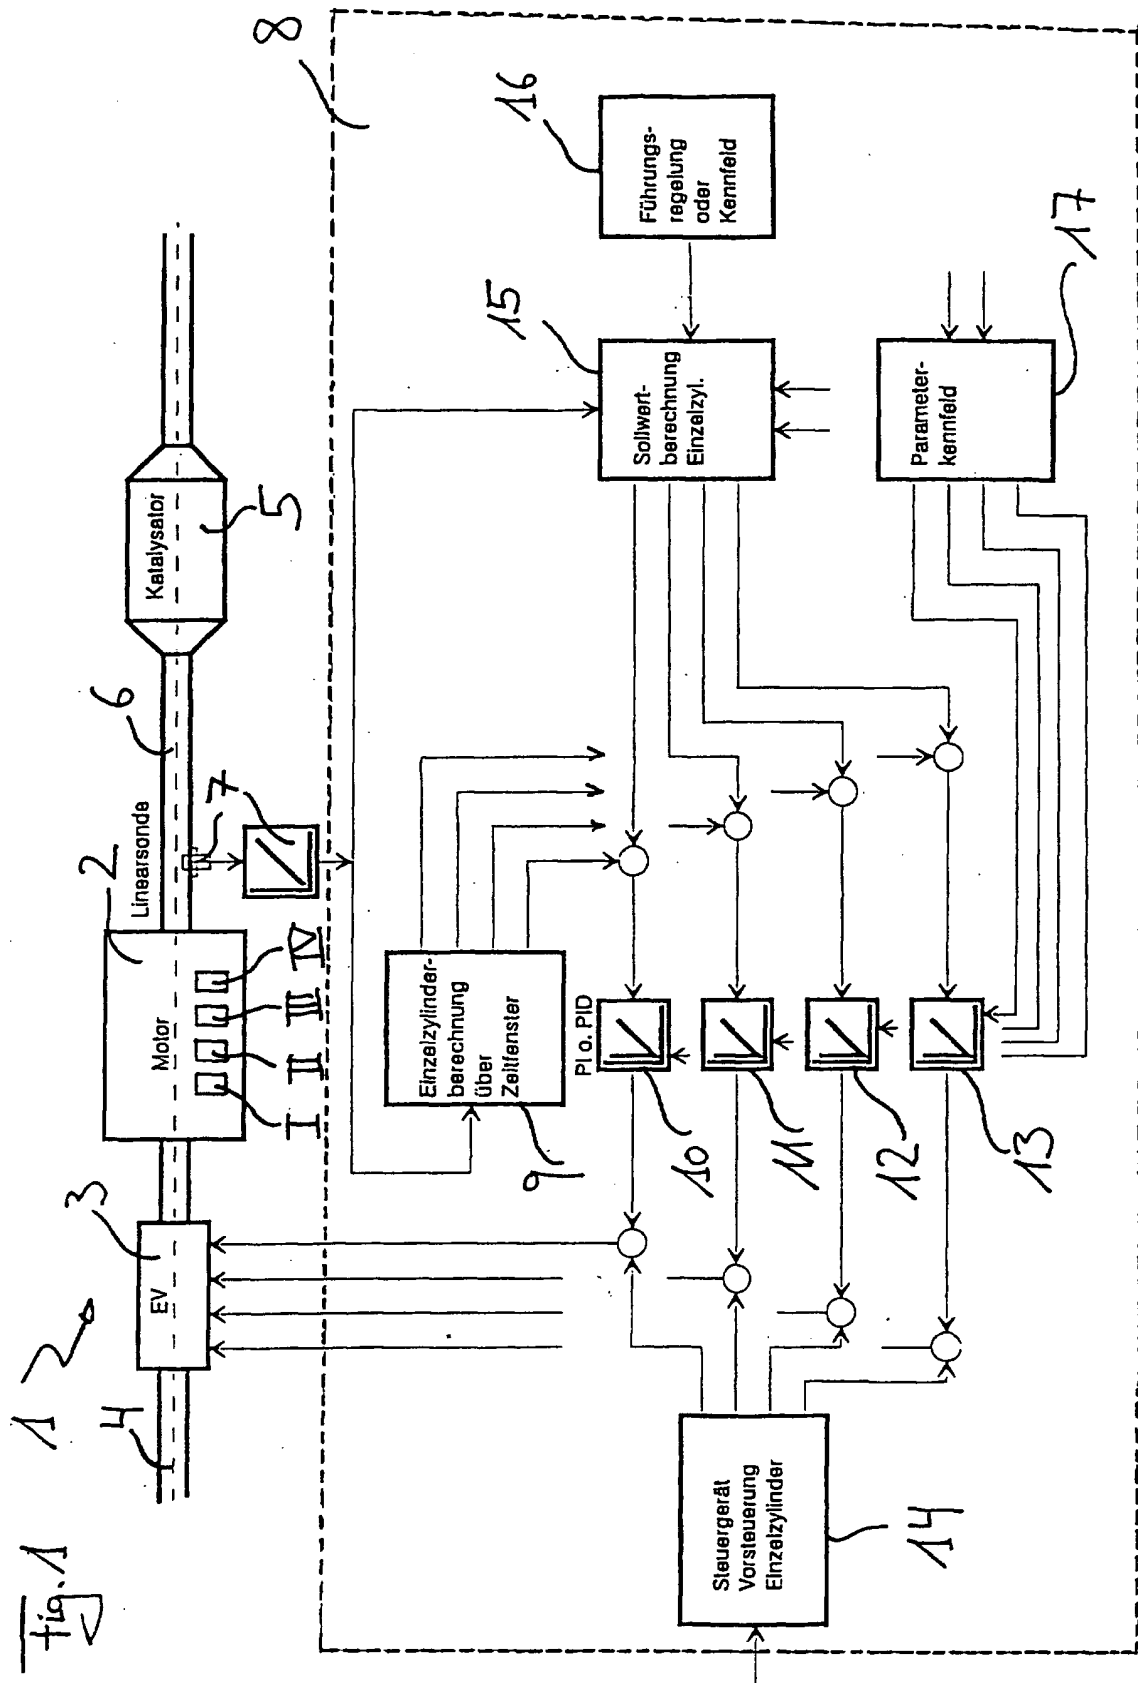 Fig.1
1
2
3
4
5
6
7
7
8
EV
Motor
I
II
III
IV
Linearsonde
Katalysator
Einzelzylinder-
berechnung
über
Zeitfenster
9
PI o. PID
10
11
12
13
Steuergerät
Vorsteuerung
Einzelzylinder
14
Sollwert-
berechnung
Einzelzyl.
15
Führungs-
regelung
oder
Kennfeld
16
Parameter-
kennfeld
17